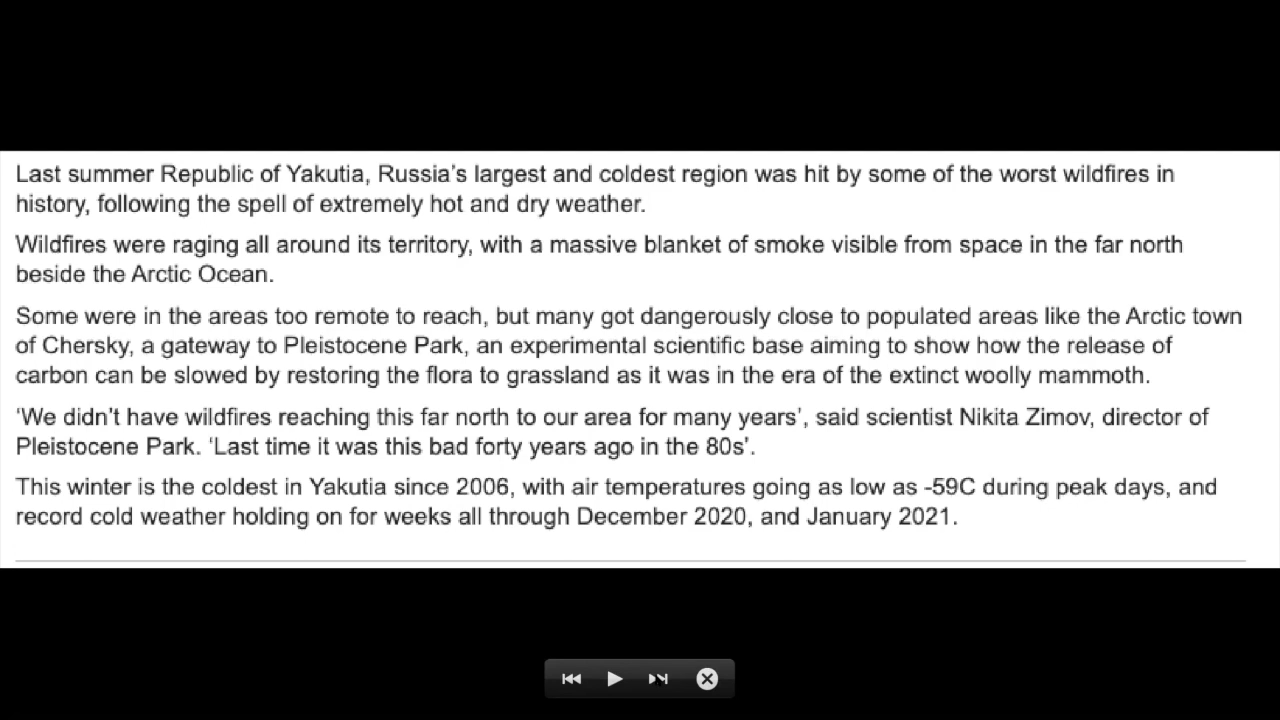 Last summer Republic of Yakutia, Russia’s largest and coldest region was hit by some of the worst wildfires in
history, following the spell of extremely hot and dry weather.
Wildfires were raging all around its territory, with a massive blanket of smoke visible from space in the far north
beside the Arctic Ocean.
Some were in the areas too remote to reach, but many got dangerously close to populated areas like the Arctic town
of Chersky, a gateway to Pleistocene Park, an experimental scientific base aiming to show how the release of
carbon can be slowed by restoring the flora to grassland as it was in the era of the extinct woolly mammoth.
‘We didn’t have wildfires reaching this far north to our area for many years’, said scientist Nikita Zimov, director of
Pleistocene Park. ‘Last time it was this bad forty years ago in the 80s’.
This winter is the coldest in Yakutia since 2006, with air temperatures going as low as -59C during peak days, and
record cold weather holding on for weeks all through December 2020, and January 2021.